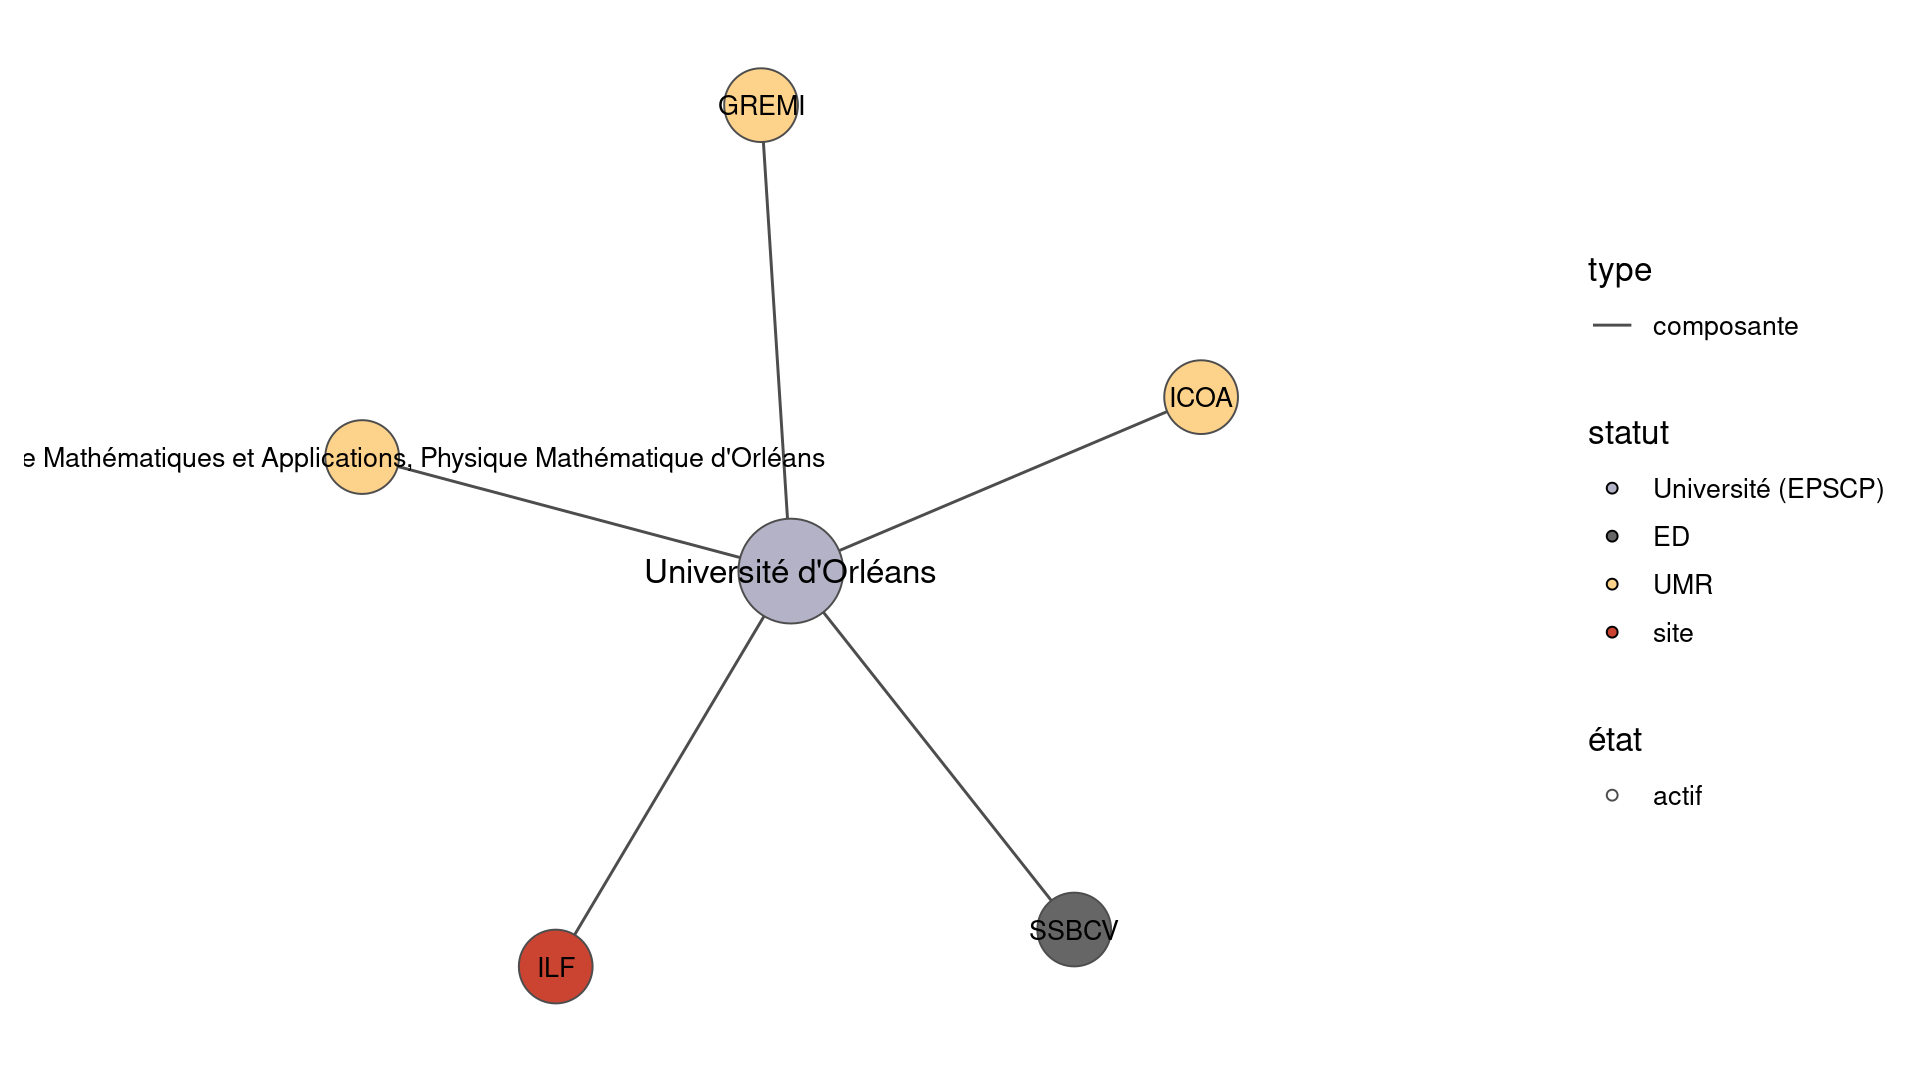 GREMI
ICOA
e Mathématiques et Applications, Physique Mathématique d'Orléans
Université d'Orléans
SSBCV
ILF
type
composante
statut
Université (EPSCP)
ED
UMR
site
état
actif